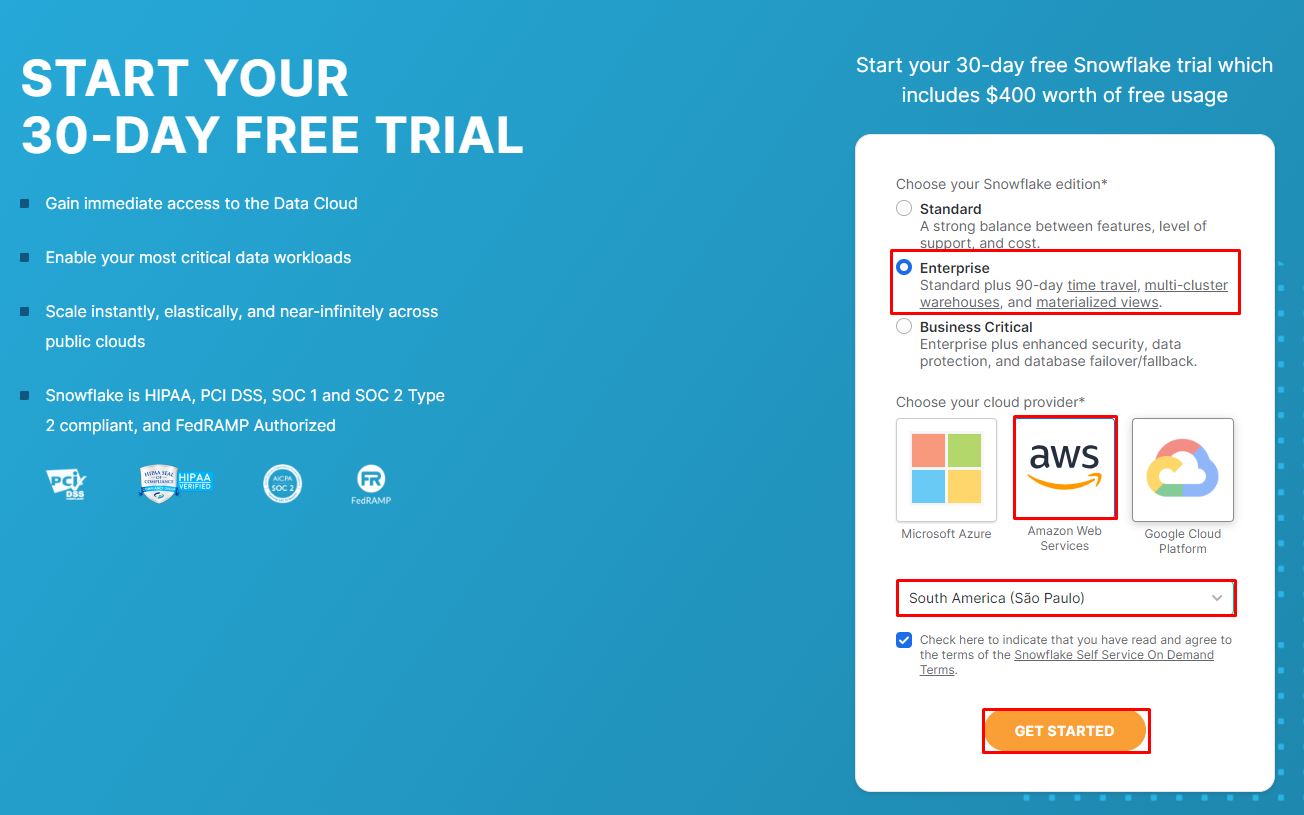 START YOUR
30-DAY FREE TRIAL
Gain immediate access to the Data Cloud
Enable your most critical data workloads
Scale instantly, elastically, and near-infinitely across
public clouds
Snowflake is HIPAA, PCI DSS, SOC 1 and SOC 2 Type
2 compliant, and FedRAMP Authorized
PCI
DSS
HIPAA
VERIFIED
AICPA
SOC 2
FR
FedRAMP
Start your 30-day free Snowflake trial which
includes $400 worth of free usage
Choose your Snowflake edition*
Standard
A strong balance between features, level of
support, and cost.
Enterprise
Standard plus 90-day time travel, multi-cluster
warehouses, and materialized views.
Business Critical
Enterprise plus enhanced security, data
protection, and database failover/fallback.
Choose your cloud provider*
aws
Microsoft Azure
Amazon Web
Services
Google Cloud
Platform
South America (São Paulo)
Check here to indicate that you have read and agree to
the terms of the Snowflake Self Service On Demand
Terms.
GET STARTED